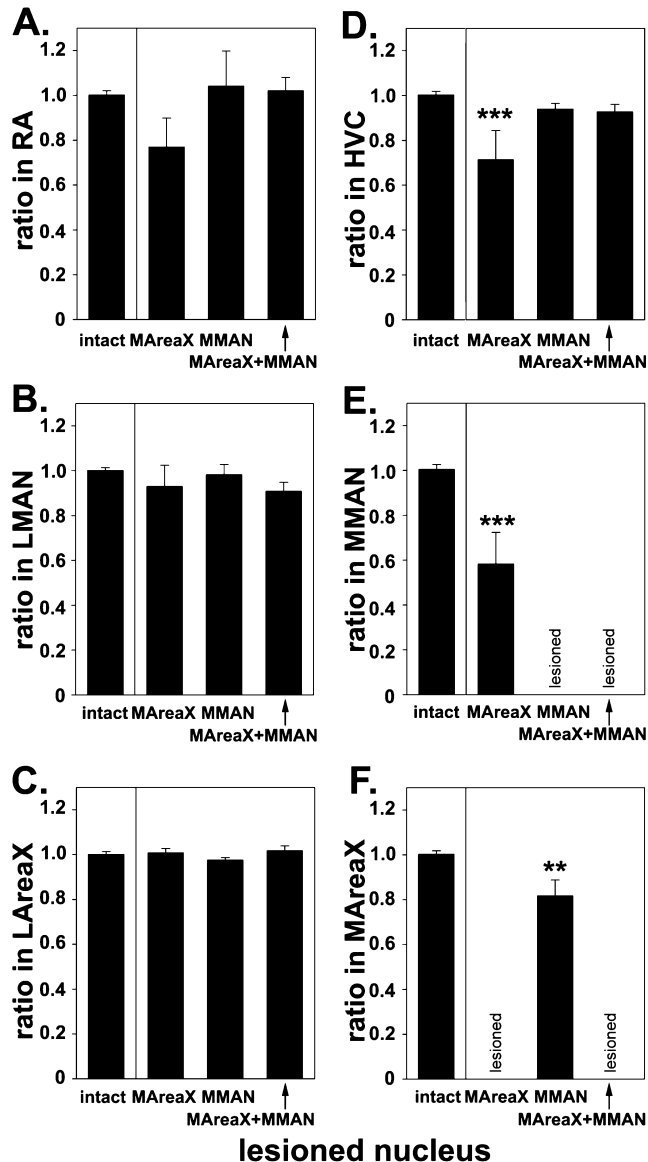 A.
ratio in RA
1.2
1.0
0.8
0.6
0.4
0.2
0
intact MAreaX MMAN
MAreaX+MMAN
D.
ratio in HVC
1.2
1.0
0.8
0.6
0.4
0.2
0
***
intact MAreaX MMAN
MAreaX+MMAN
B.
ratio in LMAN
1.2
1.0
0.8
0.6
0.4
0.2
0
intact MAreaX MMAN
MAreaX+MMAN
E.
ratio in MMAN
1.2
1.0
0.8
0.6
0.4
0.2
0
***
lesioned
lesioned
intact MAreaX MMAN
MAreaX+MMAN
C.
ratio in LAreaX
1.2
1.0
0.8
0.6
0.4
0.2
0
intact MAreaX MMAN
MAreaX+MMAN
F.
ratio in MAreaX
1.2
1.0
0.8
0.6
0.4
0.2
0
**
lesioned
lesioned
intact MAreaX MMAN
MAreaX+MMAN
lesioned nucleus